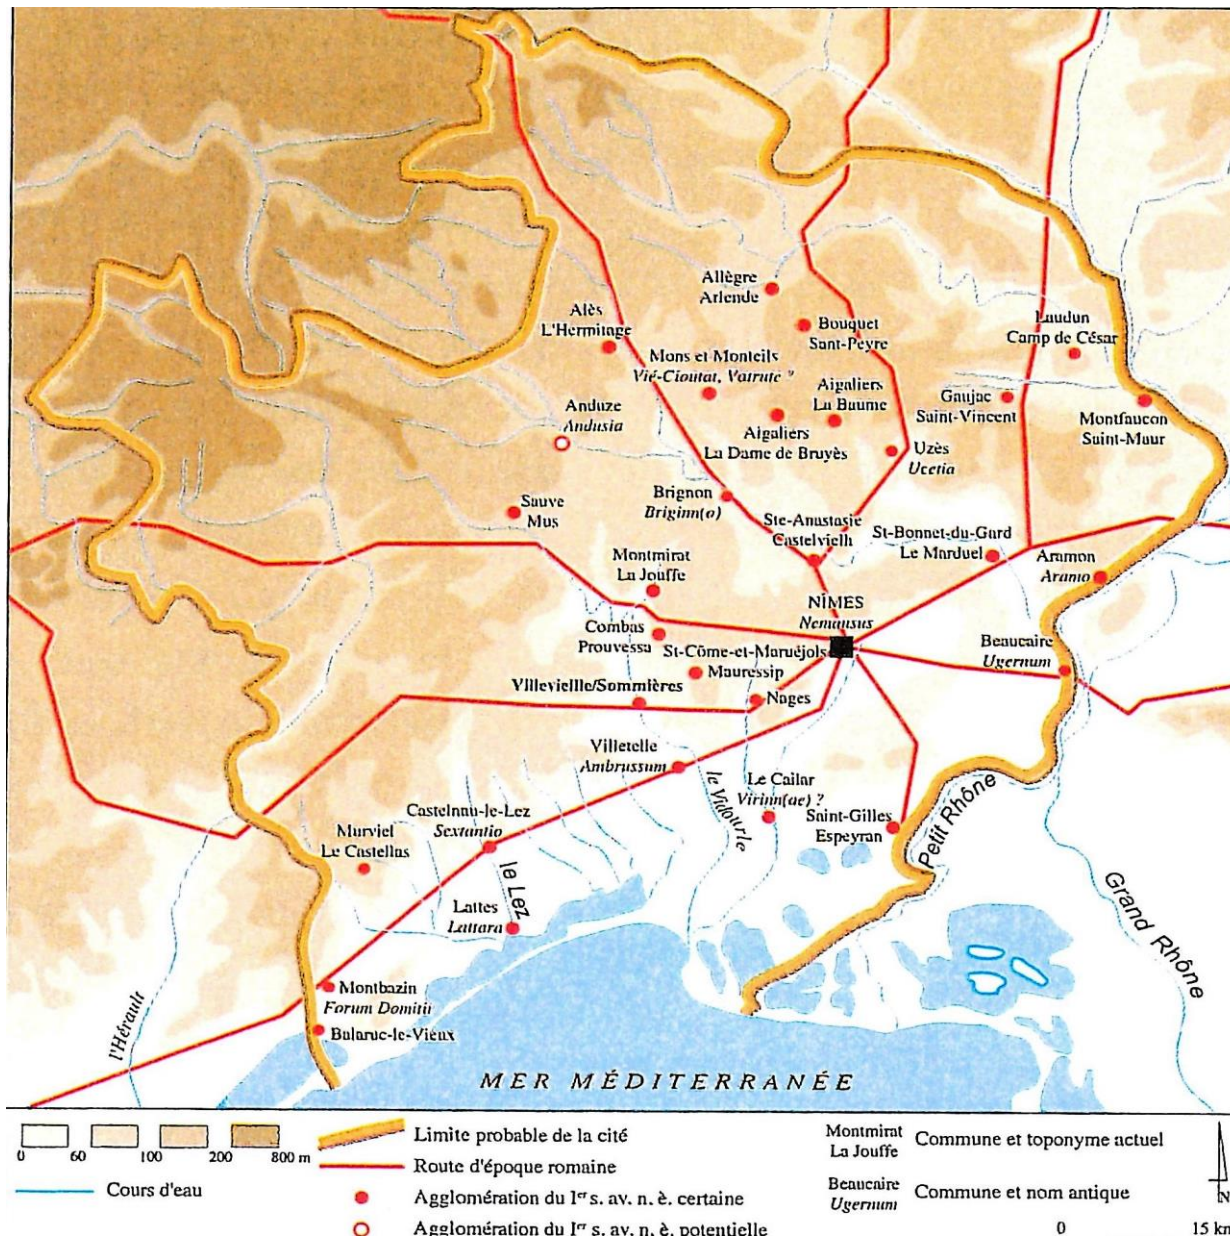 Allègre
Arlende
Alès
L'Hermitage
Bouquet
Sant-Peyre
Laudun
Camp de César
Mons et Monteils
Vié-Cioutat, Vatrute ?
Aigaliers
La Baume
Gaujac
Saint-Vincent
Montfaucon
Saint-Maur
Anduze
Andusia
Aigaliers
La Dame de Bruyès
Uzès
Ucetia
Sauve
Mus
Brignon
Briginn(o)
Ste-Anastasie
Castelvielh
St-Bonnet-du-Gard
Le Marduel
Montmirat
La Jouffe
Aramon
Aramo
NÎMES
Nemausus
Combas
Prouvessa
St-Côme-et-Maruéjols
Mauressip
Beaucaire
Ugernum
Villevieille/Sommières
Nages
Villetelle
Ambrussum
le Vidourle
Le Cailar
Virinn(ae) ?
Saint-Gilles
Espeyran
Petit Rhône
Castelnau-le-Lez
Sextantio
Murviel
Le Castellas
le Lez
Lattes
Lattara
Grand Rhône
Montbazin
Forum Domitii
Balaruc-le-Vieux
l'Hérault
MER MÉDITERRANÉE
0 60 100 200 800 m
Cours d'eau
Limite probable de la cité
Route d'époque romaine
Agglomération du Iᵉʳ s. av. n. è. certaine
Agglomération du Iᵉʳ s. av. n. è. potentielle
Montmirat
La Jouffe
Commune et toponyme actuel
Beaucaire
Ugernum
Commune et nom antique
N
0 15 km